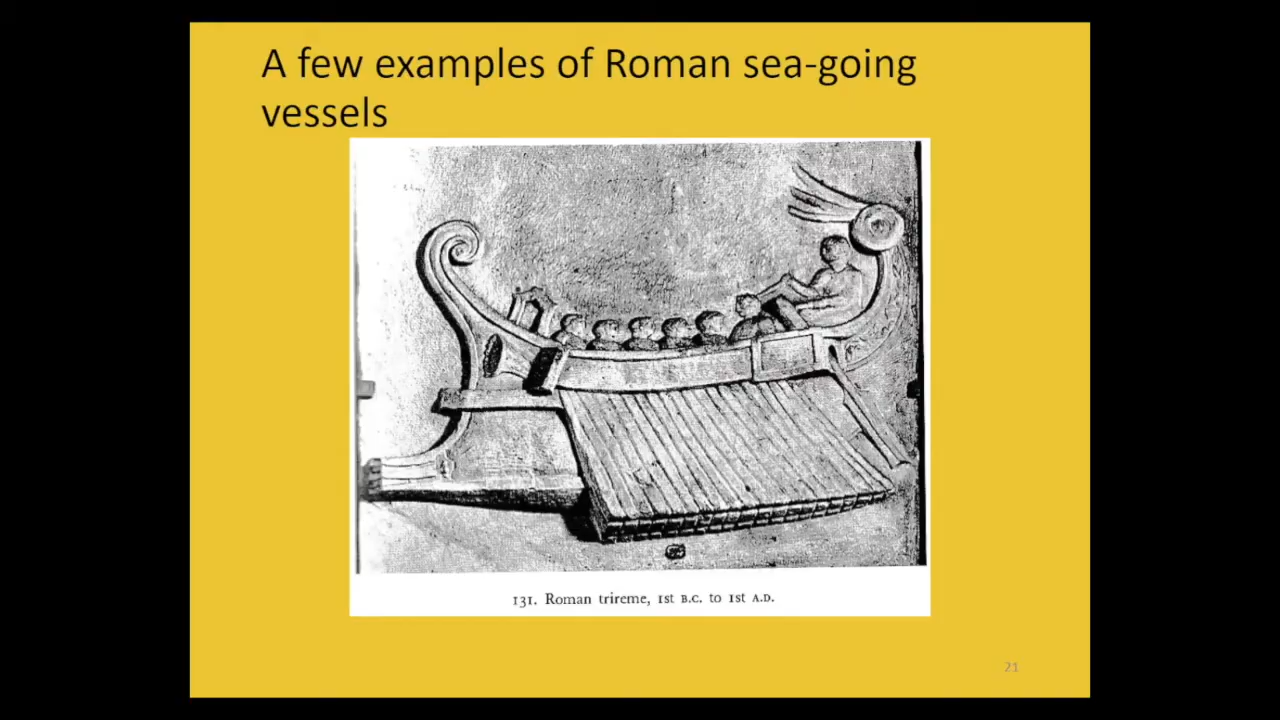 A few examples of Roman sea-going
vessels
131. Roman trireme, 1st B.C. to 1st A.D.
21